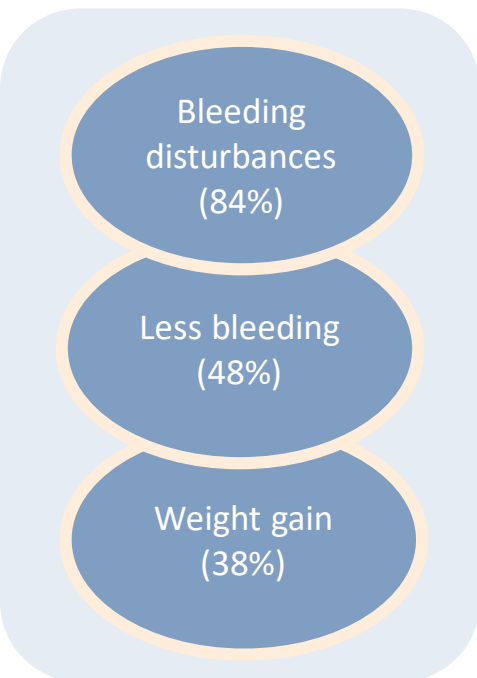 Bleeding
disturbances
(84%)
Less bleeding
(48%)
Weight gain
(38%)